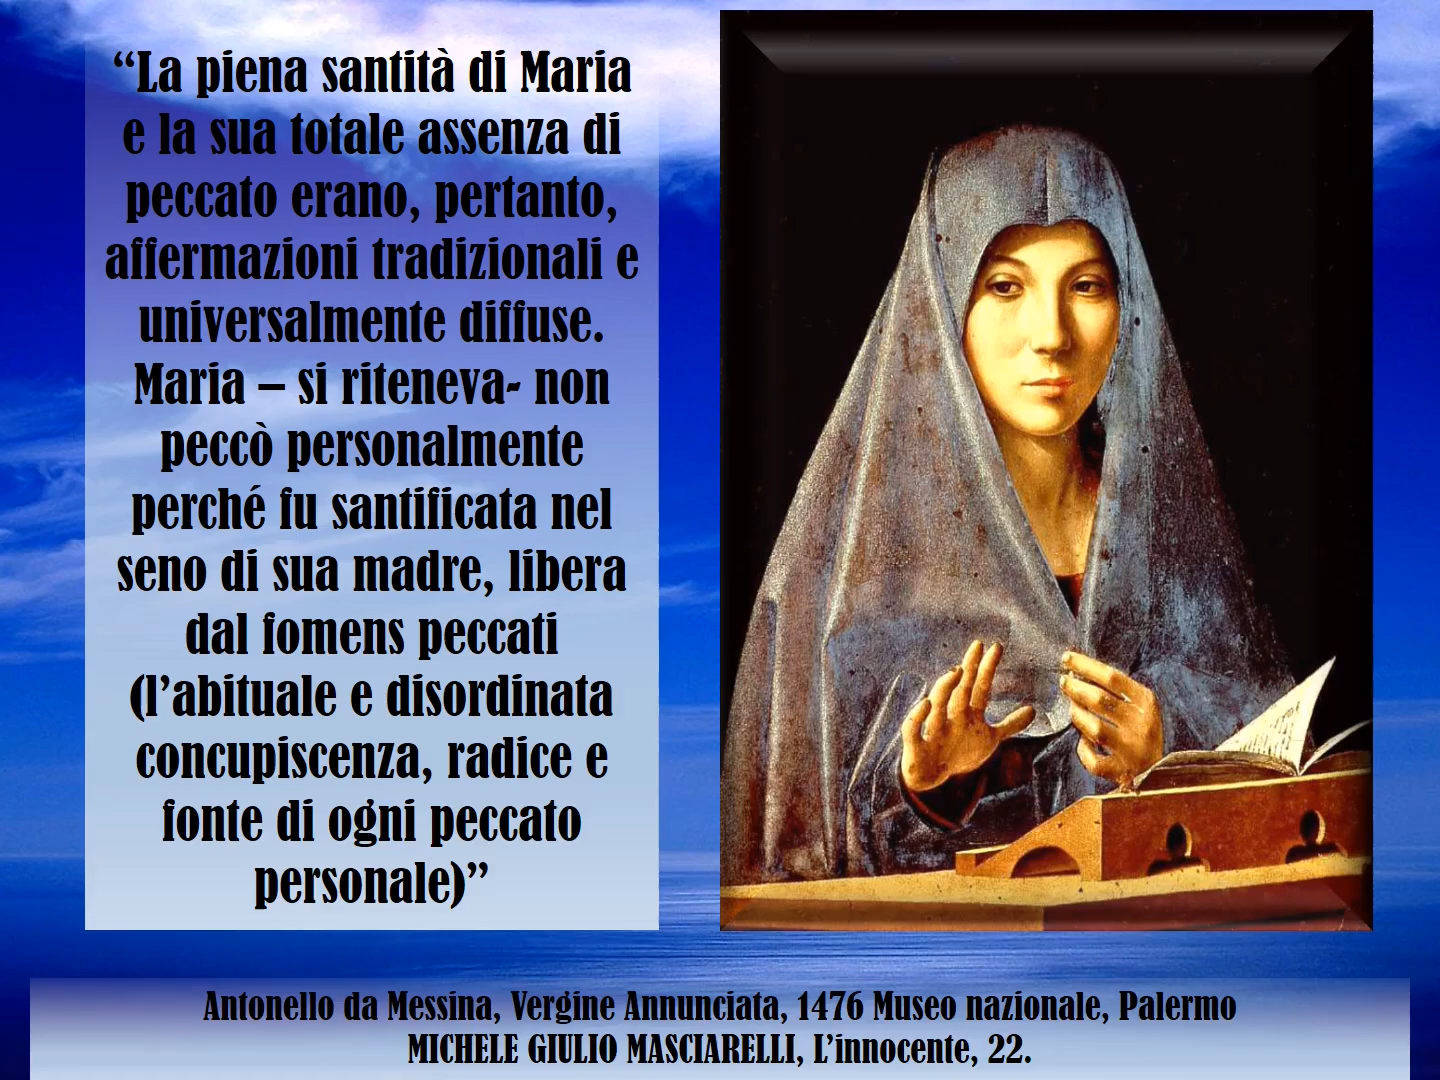 “La piena santità di Maria
e la sua totale assenza di
peccato erano, pertanto,
affermazioni tradizionali e
universalmente diffuse.
Maria – si riteneva- non
peccò personalmente
perché fu santificata nel
seno di sua madre, libera
dal fomens peccati
(l’abituale e disordinata
concupiscenza, radice e
fonte di ogni peccato
personale)”
Antonello da Messina, Vergine Annunciata, 1476 Museo nazionale, Palermo
MICHELE GIULIO MASCIARELLI, L’innocente, 22.